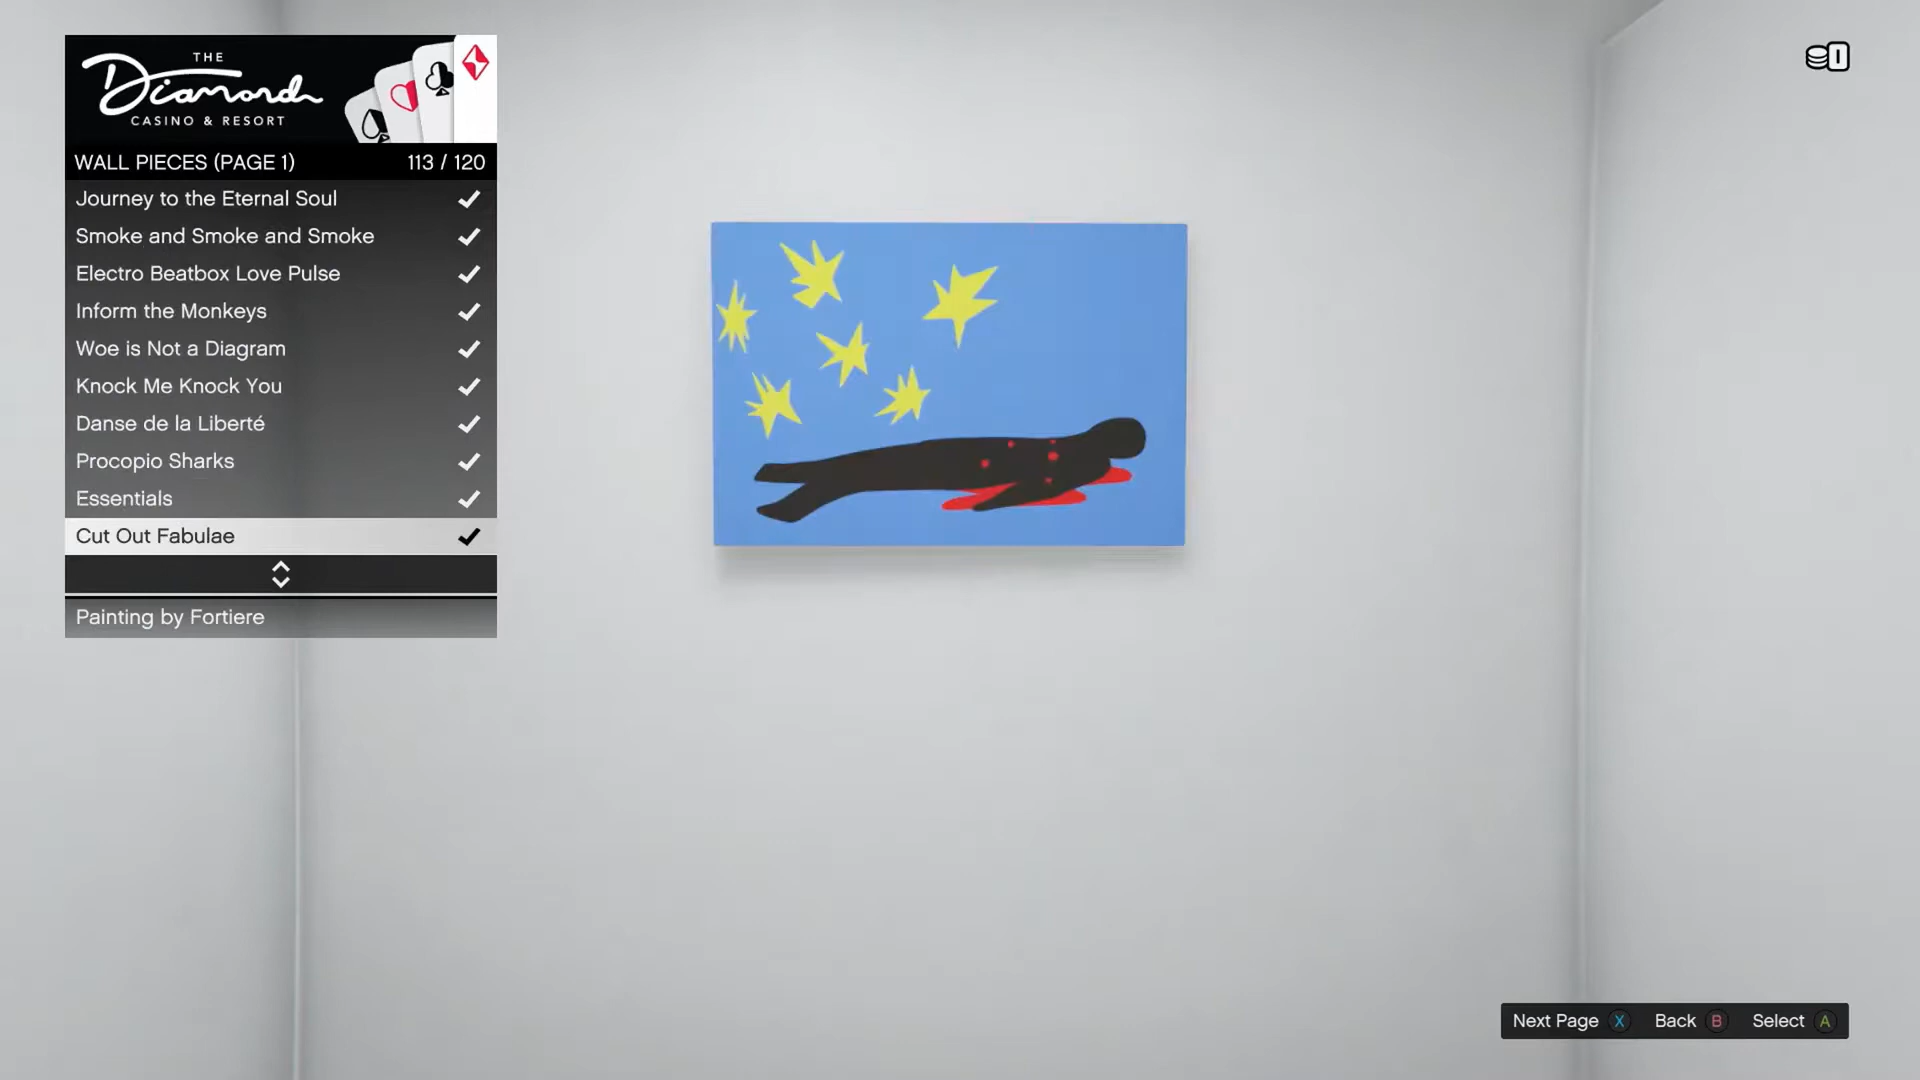 THE
Diamond
CASINO & RESORT
WALL PIECES (PAGE 1) 113 / 120
Journey to the Eternal Soul
Smoke and Smoke and Smoke
Electro Beatbox Love Pulse
Inform the Monkeys
Woe is Not a Diagram
Knock Me Knock You
Danse de la Liberté
Procopio Sharks
Essentials
Cut Out Fabulae
Painting by Fortiere
Next Page X Back B Select A